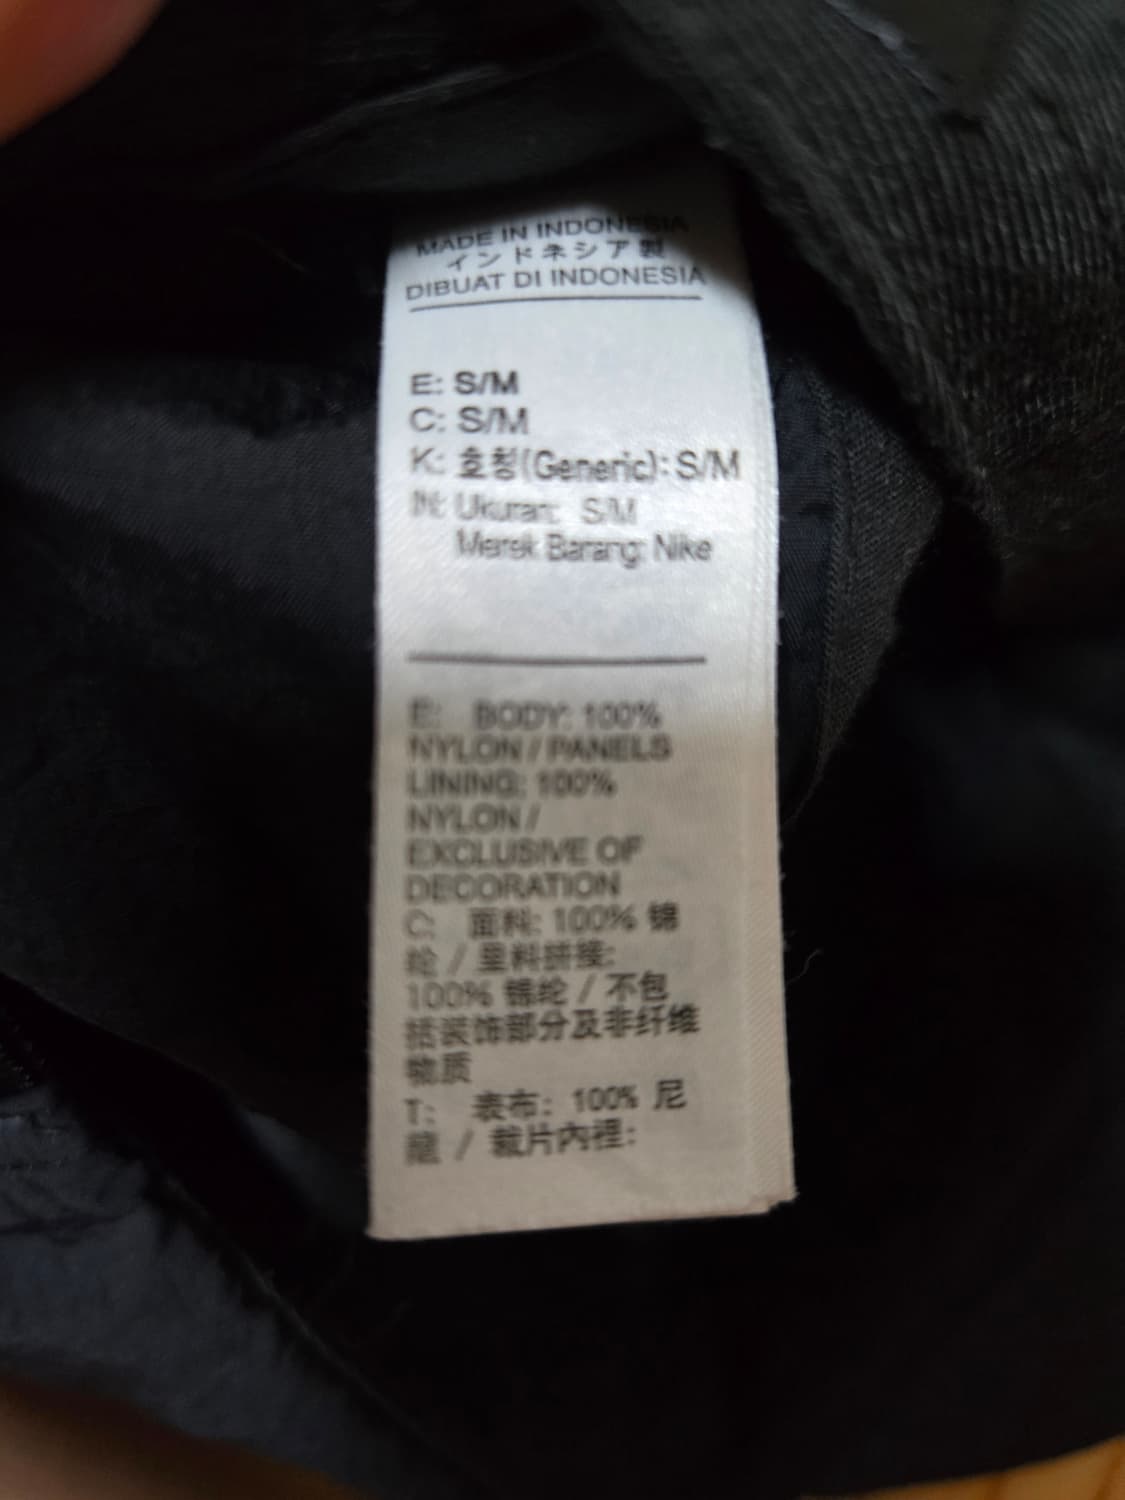 MADE IN INDONESIA
インドネシア製
DIBUAT DI INDONESIA
E: S/M
C: S/M
K: 호칭(Generic): S/M
IN: Ukuran: S/M
Merek Barang: Nike
E: BODY: 100%
NYLON / PANELS
LINING: 100%
NYLON /
EXCLUSIVE OF
DECORATION
C: 面料: 100% 锦
纶 / 里料拼接:
100% 锦纶 / 不包
括装饰部分及非纤维
物质
T: 表布: 100% 尼
龍 / 裁片內裡: